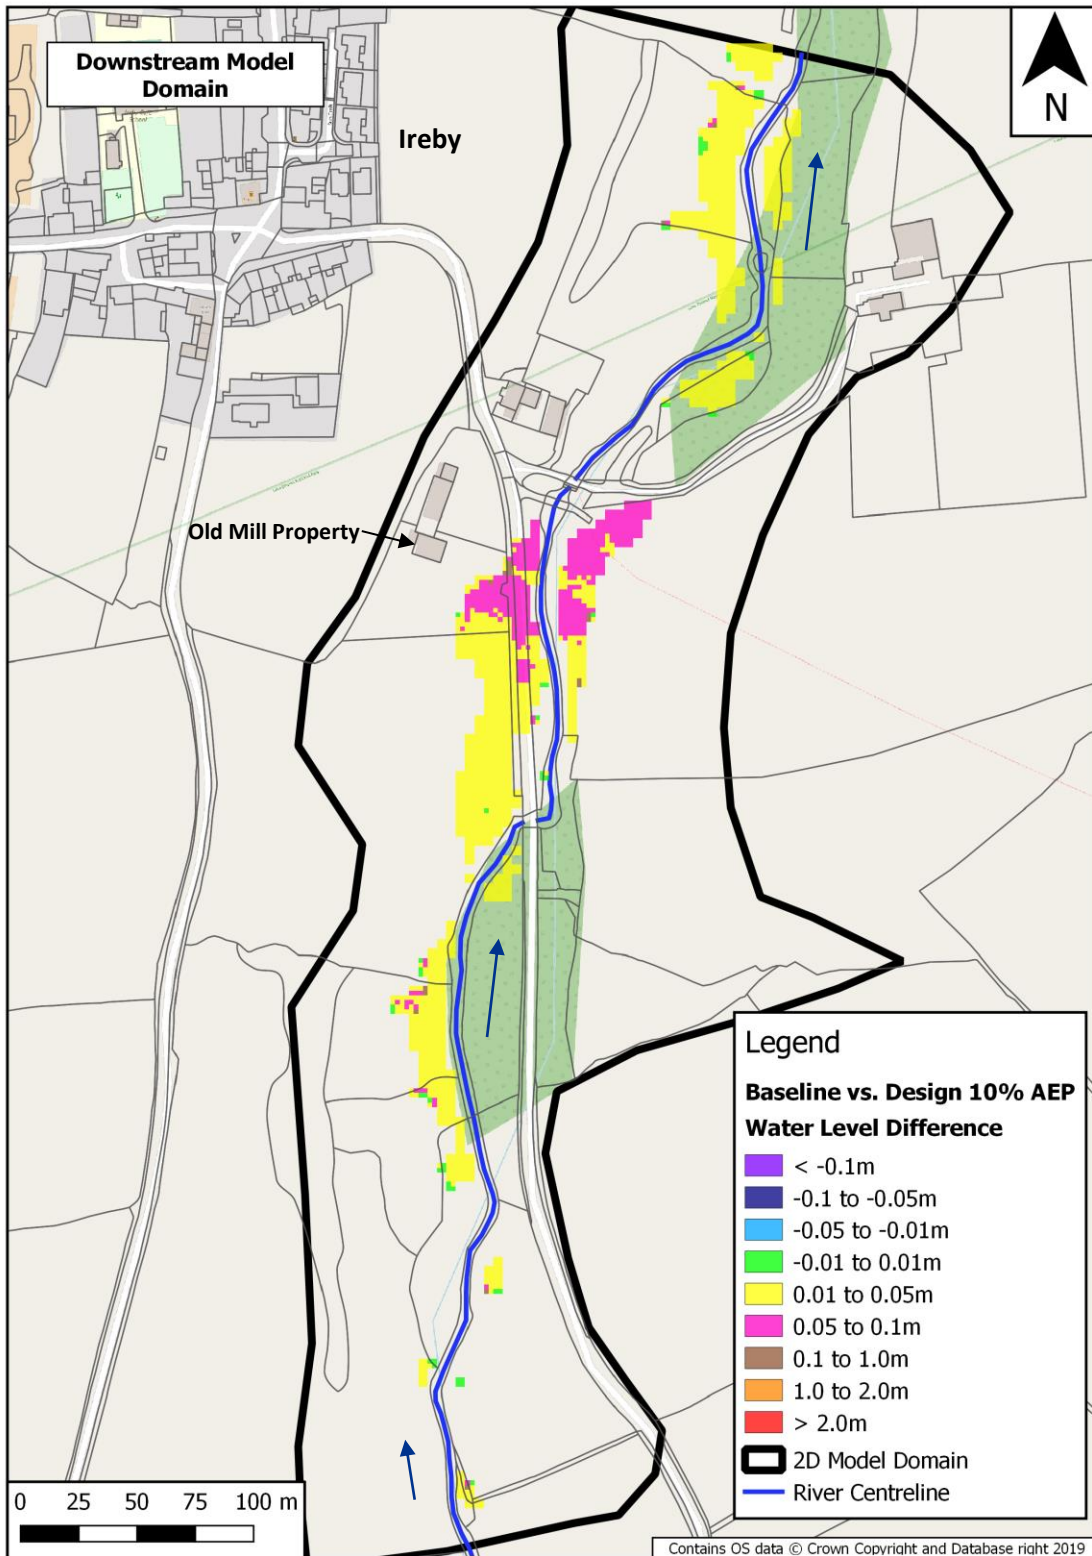 Downstream Model
Domain
Ireby
N
Old Mill Property
Legend
Baseline vs. Design 10% AEP
Water Level Difference
< -0.1m
-0.1 to -0.05m
-0.05 to -0.01m
-0.01 to 0.01m
0.01 to 0.05m
0.05 to 0.1m
0.1 to 1.0m
1.0 to 2.0m
> 2.0m
2D Model Domain
River Centreline
0 25 50 75 100 m
Contains OS data © Crown Copyright and Database right 2019